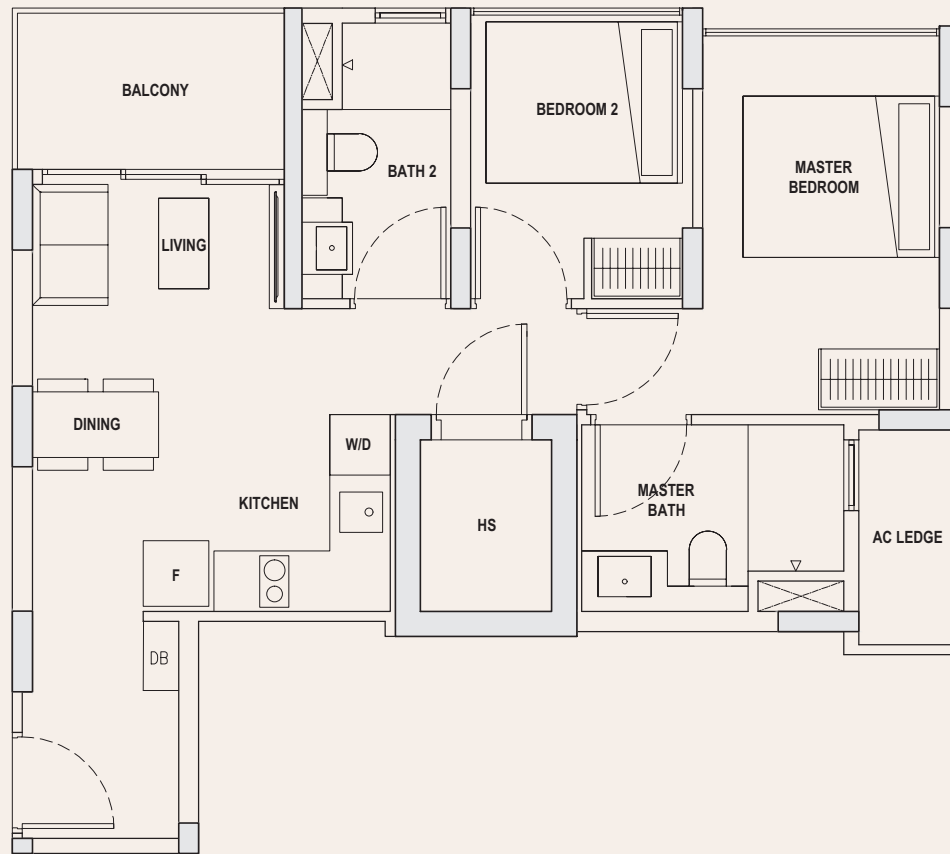 BALCONY
BEDROOM 2
BATH 2
MASTER
BEDROOM
LIVING
DINING
W/D
KITCHEN
MASTER
BATH
HS
AC LEDGE
F
DB